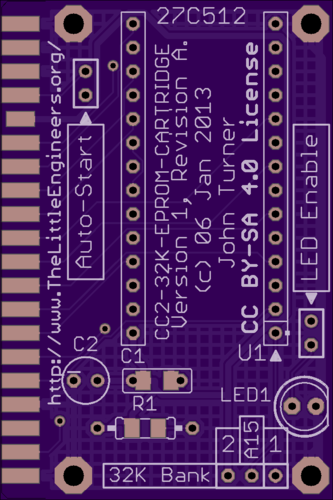 27C512
http://www.TheLittleEngineers.org/
Auto-Start
CC2-32K-EPROM-CARTRIDGE
Version 1, Revision A.
(c) 06 Jan 2013
John Turner
CC BY-SA 4.0 License
LED Enable
U1
C2
C1
R1
LED1
2
A15
1
32K Bank